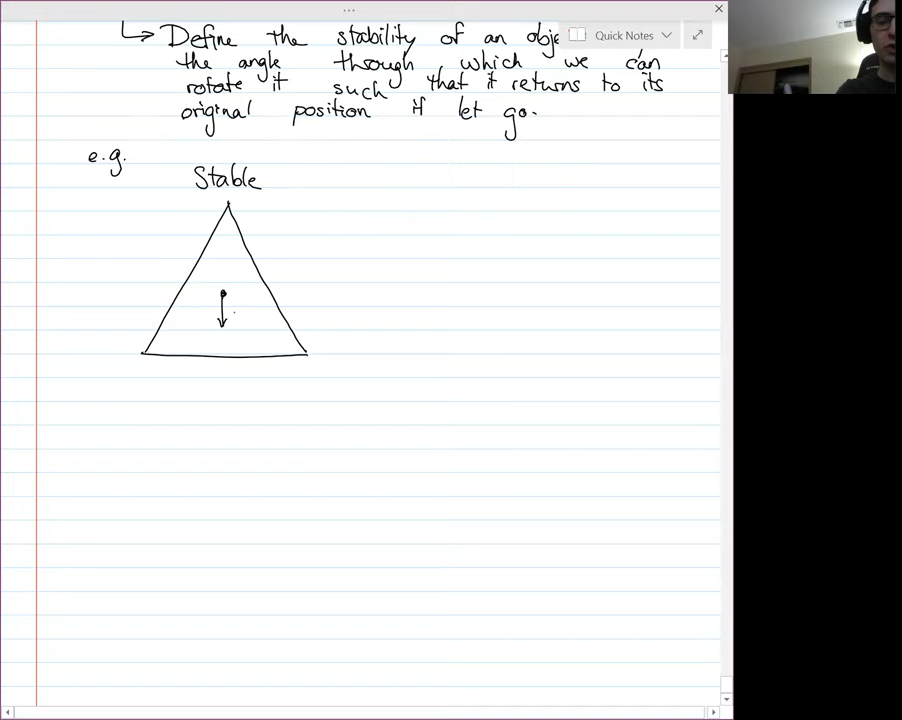 Define the stability of an obje
Quick Notes
the angle through which we can
rotate it such that it returns to its
original position if let go.
e.g.
Stable